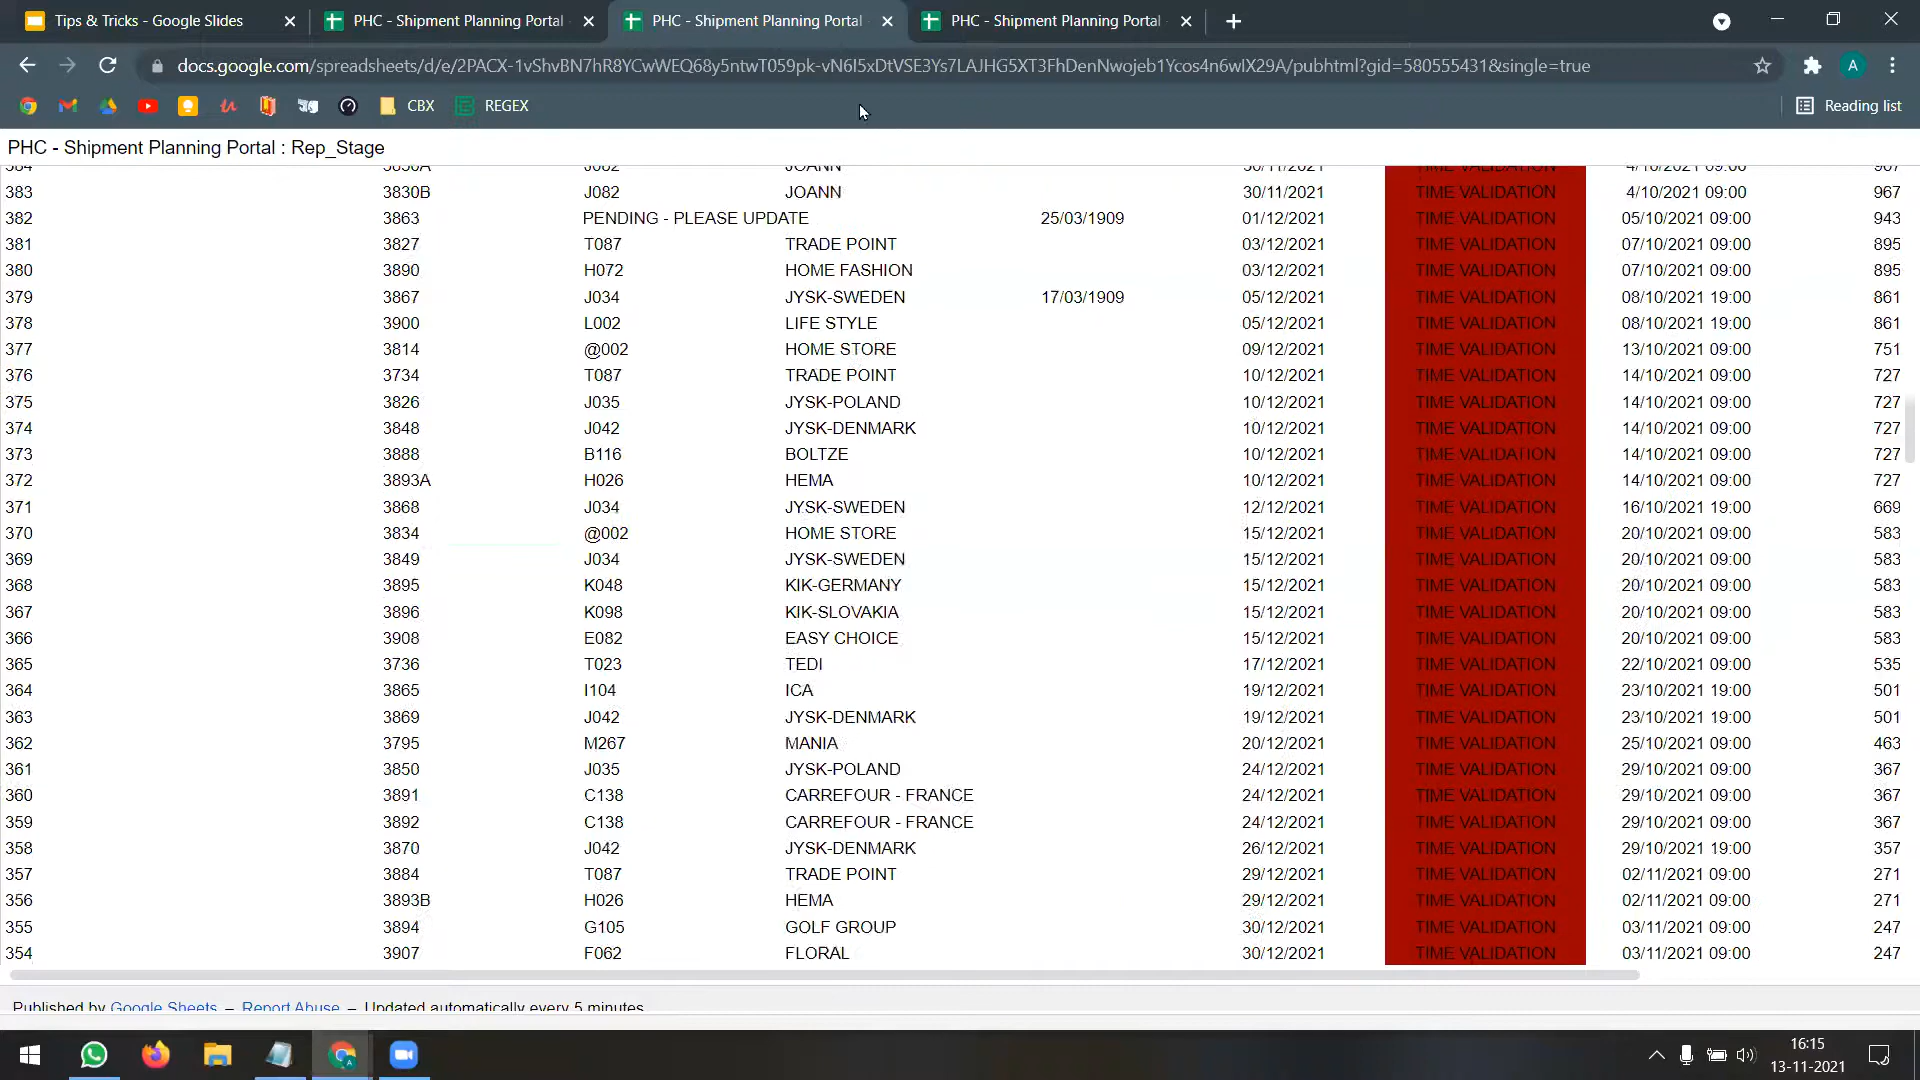 Tips & Tricks - Google Slides
PHC - Shipment Planning Portal
PHC - Shipment Planning Portal
PHC - Shipment Planning Portal
docs.google.com/spreadsheets/d/e/2PACX-1vShvBN7hR8YCwWEQ68y5ntwT059pk-vN6I5xDtVSE3Ys7LAJHG5XT3FhDenNwojeb1Ycos4n6wIX29A/pubhtml?gid=580555431&single=true
A
CBX REGEX Reading list
PHC - Shipment Planning Portal : Rep_Stage
384 3830A J082 JOANN 30/11/2021 TIME VALIDATION 4/10/2021 09:00 967
383 3830B J082 JOANN 30/11/2021 TIME VALIDATION 4/10/2021 09:00 967
382 3863 PENDING - PLEASE UPDATE 25/03/1909 01/12/2021 TIME VALIDATION 05/10/2021 09:00 943
381 3827 T087 TRADE POINT 03/12/2021 TIME VALIDATION 07/10/2021 09:00 895
380 3890 H072 HOME FASHION 03/12/2021 TIME VALIDATION 07/10/2021 09:00 895
379 3867 J034 JYSK-SWEDEN 17/03/1909 05/12/2021 TIME VALIDATION 08/10/2021 19:00 861
378 3900 L002 LIFE STYLE 05/12/2021 TIME VALIDATION 08/10/2021 19:00 861
377 3814 @002 HOME STORE 09/12/2021 TIME VALIDATION 13/10/2021 09:00 751
376 3734 T087 TRADE POINT 10/12/2021 TIME VALIDATION 14/10/2021 09:00 727
375 3826 J035 JYSK-POLAND 10/12/2021 TIME VALIDATION 14/10/2021 09:00 727
374 3848 J042 JYSK-DENMARK 10/12/2021 TIME VALIDATION 14/10/2021 09:00 727
373 3888 B116 BOLTZE 10/12/2021 TIME VALIDATION 14/10/2021 09:00 727
372 3893A H026 HEMA 10/12/2021 TIME VALIDATION 14/10/2021 09:00 727
371 3868 J034 JYSK-SWEDEN 12/12/2021 TIME VALIDATION 16/10/2021 19:00 669
370 3834 @002 HOME STORE 15/12/2021 TIME VALIDATION 20/10/2021 09:00 583
369 3849 J034 JYSK-SWEDEN 15/12/2021 TIME VALIDATION 20/10/2021 09:00 583
368 3895 K048 KIK-GERMANY 15/12/2021 TIME VALIDATION 20/10/2021 09:00 583
367 3896 K098 KIK-SLOVAKIA 15/12/2021 TIME VALIDATION 20/10/2021 09:00 583
366 3908 E082 EASY CHOICE 15/12/2021 TIME VALIDATION 20/10/2021 09:00 583
365 3736 T023 TEDI 17/12/2021 TIME VALIDATION 22/10/2021 09:00 535
364 3865 I104 ICA 19/12/2021 TIME VALIDATION 23/10/2021 19:00 501
363 3869 J042 JYSK-DENMARK 19/12/2021 TIME VALIDATION 23/10/2021 19:00 501
362 3795 M267 MANIA 20/12/2021 TIME VALIDATION 25/10/2021 09:00 463
361 3850 J035 JYSK-POLAND 24/12/2021 TIME VALIDATION 29/10/2021 09:00 367
360 3891 C138 CARREFOUR - FRANCE 24/12/2021 TIME VALIDATION 29/10/2021 09:00 367
359 3892 C138 CARREFOUR - FRANCE 24/12/2021 TIME VALIDATION 29/10/2021 09:00 367
358 3870 J042 JYSK-DENMARK 26/12/2021 TIME VALIDATION 29/10/2021 19:00 357
357 3884 T087 TRADE POINT 29/12/2021 TIME VALIDATION 02/11/2021 09:00 271
356 3893B H026 HEMA 29/12/2021 TIME VALIDATION 02/11/2021 09:00 271
355 3894 G105 GOLF GROUP 30/12/2021 TIME VALIDATION 03/11/2021 09:00 247
354 3907 F062 FLORAL 30/12/2021 TIME VALIDATION 03/11/2021 09:00 247
Published by Google Sheets – Report Abuse – Updated automatically every 5 minutes
16:15
13-11-2021